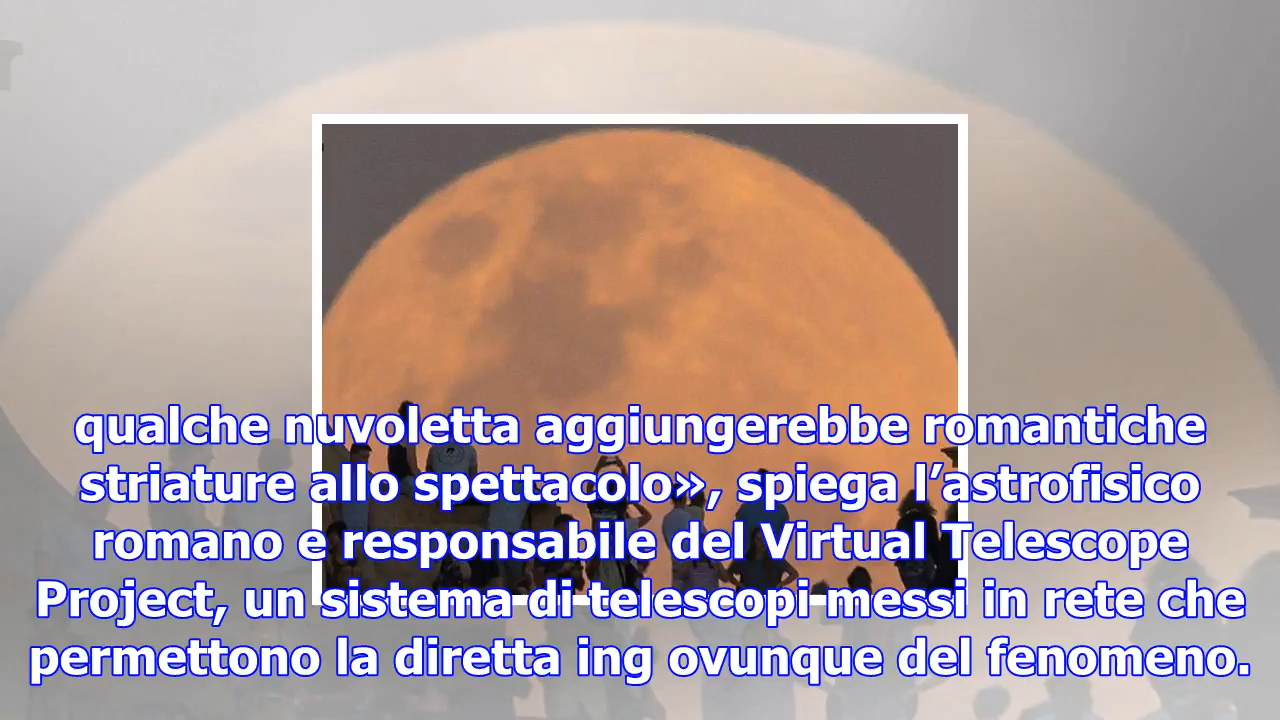 qualche nuvoletta aggiungerebbe romantiche
striature allo spettacolo», spiega l’astrofisico
romano e responsabile del Virtual Telescope
Project, un sistema di telescopi messi in rete che
permettono la diretta ing ovunque del fenomeno.